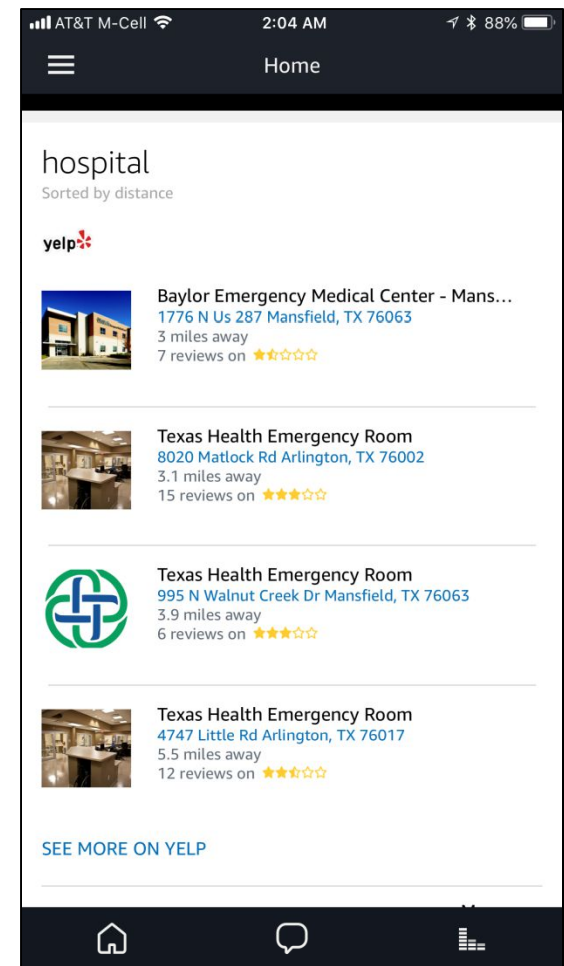 AT&T M-Cell 2:04 AM 88%
Home
hospital
Sorted by distance
yelp
Baylor Emergency Medical Center - Mans...
1776 N Us 287 Mansfield, TX 76063
3 miles away
7 reviews on
Texas Health Emergency Room
8020 Matlock Rd Arlington, TX 76002
3.1 miles away
15 reviews on
Texas Health Emergency Room
995 N Walnut Creek Dr Mansfield, TX 76063
3.9 miles away
6 reviews on
Texas Health Emergency Room
4747 Little Rd Arlington, TX 76017
5.5 miles away
12 reviews on
SEE MORE ON YELP